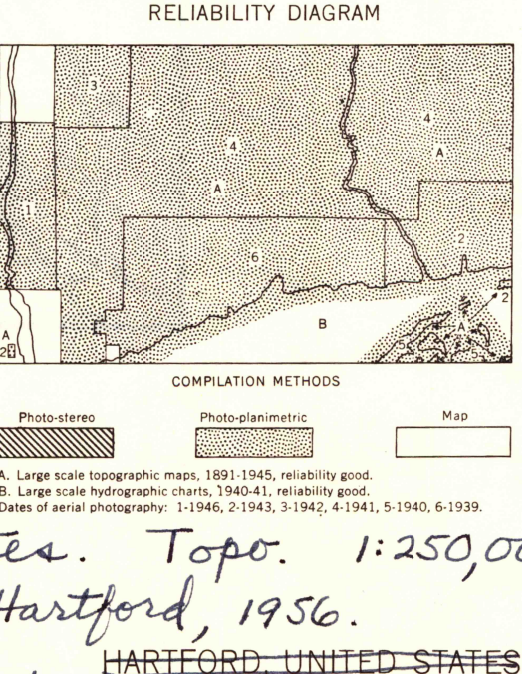 RELIABILITY DIAGRAM
3
4
4
A
A
1
6
2
B
2
A
A
2
5
5
COMPILATION METHODS
Photo-stereo Photo-planimetric Map
A. Large scale topographic maps, 1891-1945, reliability good.
B. Large scale hydrographic charts, 1940-41, reliability good.
Dates of aerial photography: 1-1946, 2-1943, 3-1942, 4-1941, 5-1940, 6-1939.
es. Topo. 1:250,00
Hartford, 1956.
HARTFORD, UNITED STATES